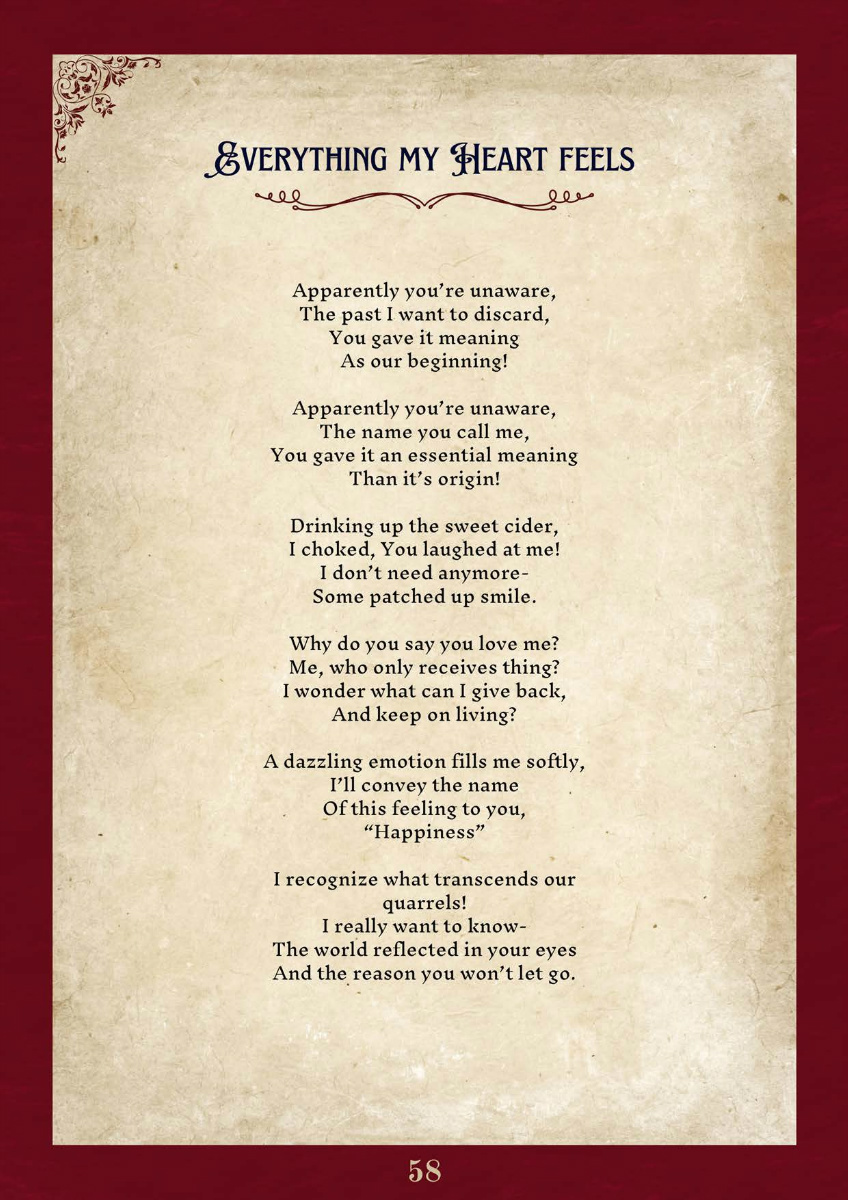 Everything my Heart feels
Apparently you're unaware,
The past I want to discard,
You gave it meaning
As our beginning!
Apparently you're unaware,
The name you call me,
You gave it an essential meaning
Than it's origin!
Drinking up the sweet cider,
I choked, You laughed at me!
I don't need anymore-
Some patched up smile.
Why do you say you love me?
Me, who only receives thing?
I wonder what can I give back,
And keep on living?
A dazzling emotion fills me softly,
I'll convey the name
Of this feeling to you,
“Happiness”
I recognize what transcends our
quarrels!
I really want to know-
The world reflected in your eyes
And the reason you won't let go.
58